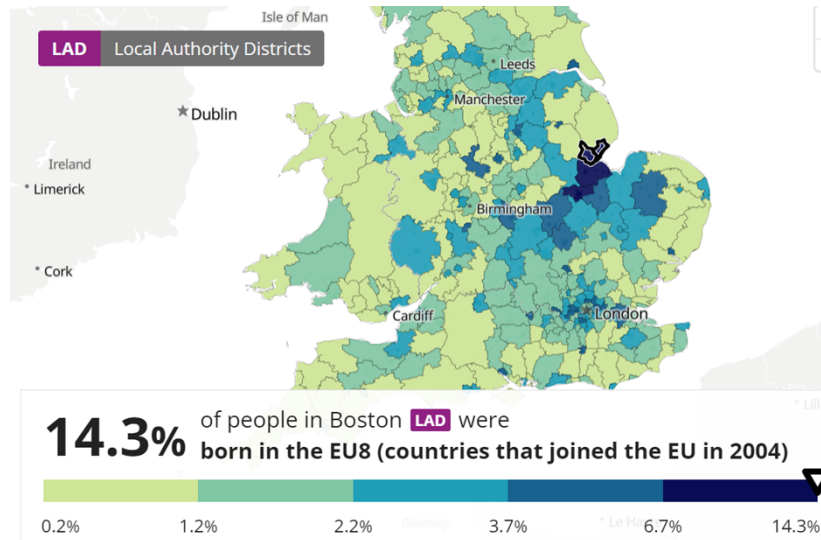 Isle of Man
LAD Local Authority Districts
Leeds
Manchester
Dublin
Ireland
Limerick
Birmingham
Cork
Cardiff
London
14.3% of people in Boston LAD were
born in the EU8 (countries that joined the EU in 2004)
0.2% 1.2% 2.2% 3.7% 6.7% 14.3%
Guernsey